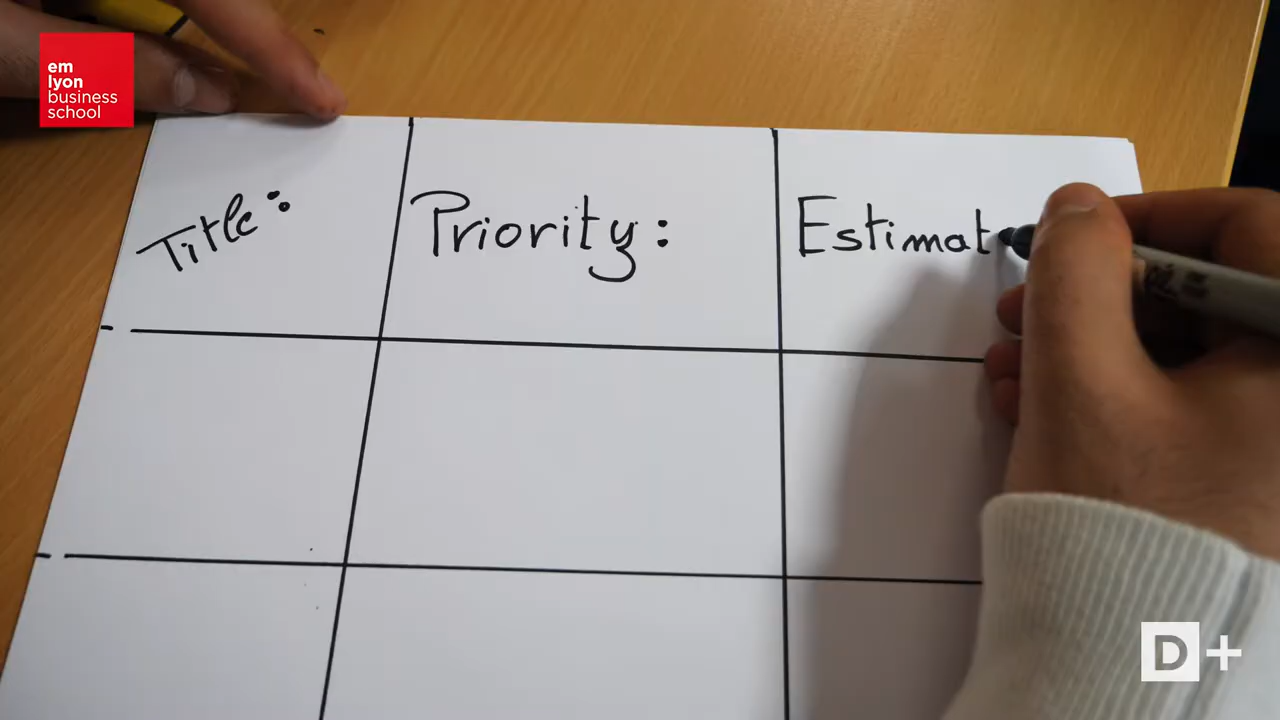 em
lyon
business
school
Title:
Priority:
Estimat
D+